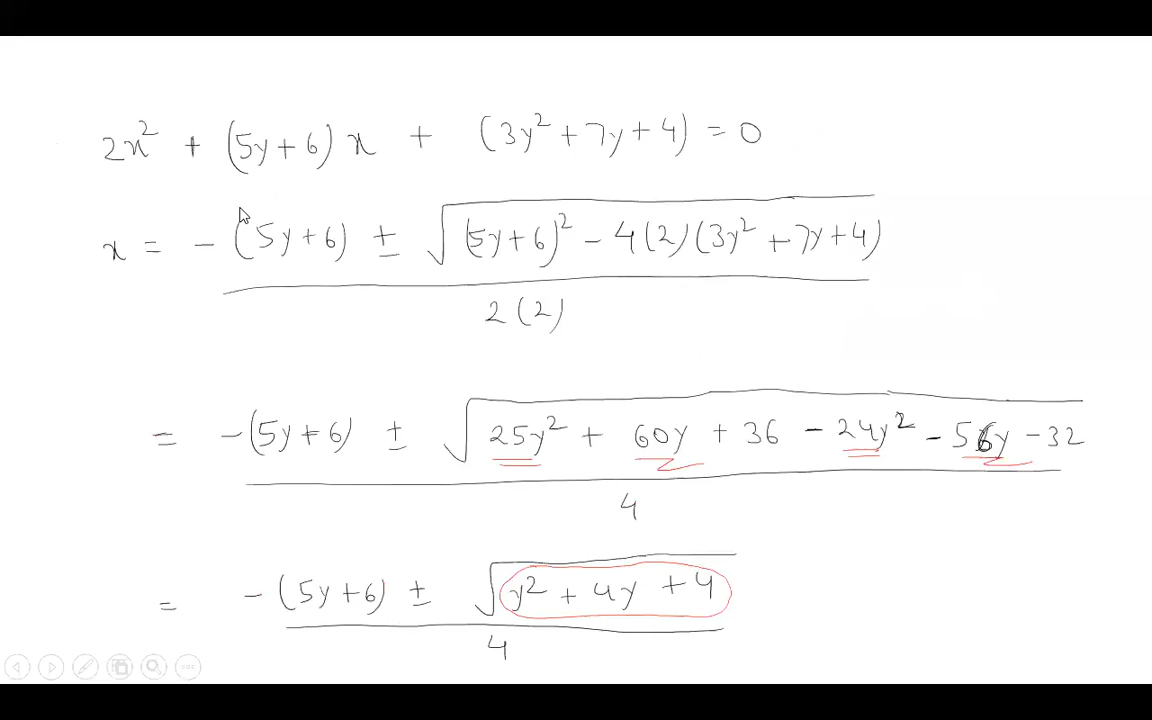 2x² + (5y+6) x + (3y² + 7y + 4) = 0
x = -(5y+6) ± √(5y+6)² - 4(2)(3y² + 7y + 4)
2(2)
= -(5y+6) ± √25y² + 60y + 36 - 24y² - 56y - 32
4
= -(5y+6) ± √y² + 4y + 4
4